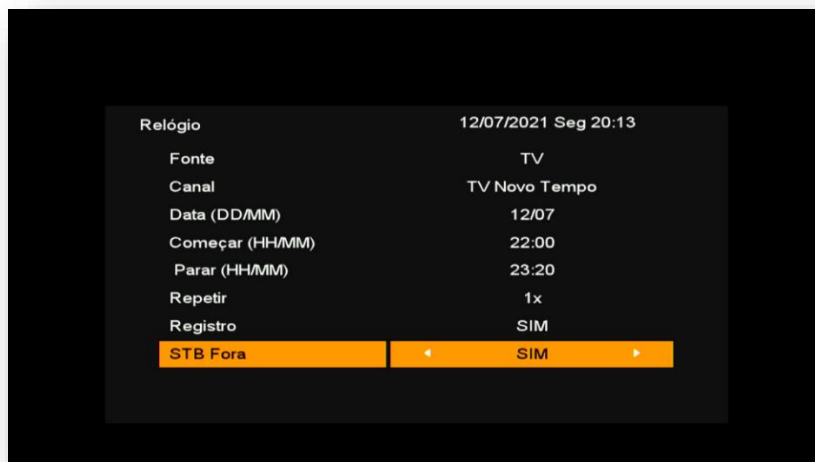 Relógio 12/07/2021 Seg 20:13
Fonte TV
Canal TV Novo Tempo
Data (DD/MM) 12/07
Começar (HH/MM) 22:00
Parar (HH/MM) 23:20
Repetir 1x
Registro SIM
STB Fora SIM